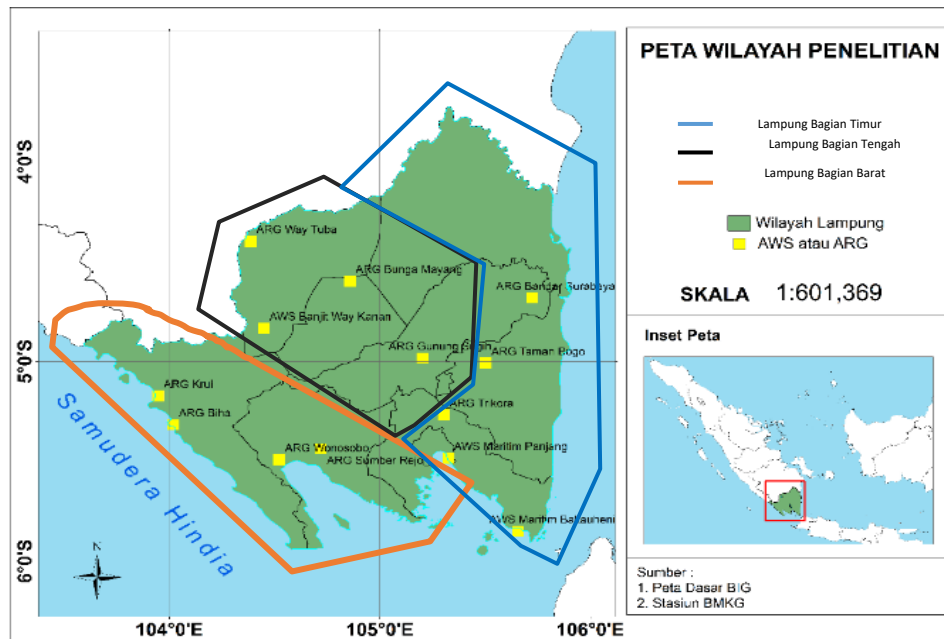 PETA WILAYAH PENELITIAN
Lampung Bagian Timur
Lampung Bagian Tengah
Lampung Bagian Barat
Wilayah Lampung
AWS atau ARG
SKALA 1:601,369
Inset Peta
Sumber :
1. Peta Dasar BIG
2. Stasiun BMKG
4°0'S
5°0'S
6°0'S
104°0'E
105°0'E
106°0'E
ARG Way Tuba
ARG Bunga Mayang
ARG Bandar Surabaya
AWS Banjit Way Kanan
ARG Gunung Sugih
ARG Taman Bogo
ARG Krui
ARG Biha
ARG Trikora
ARG Wonosobo
ARG Sumber Rejo
AWS Maritim Panjang
AWS Maritim Bakauheni
Samudera Hindia
N